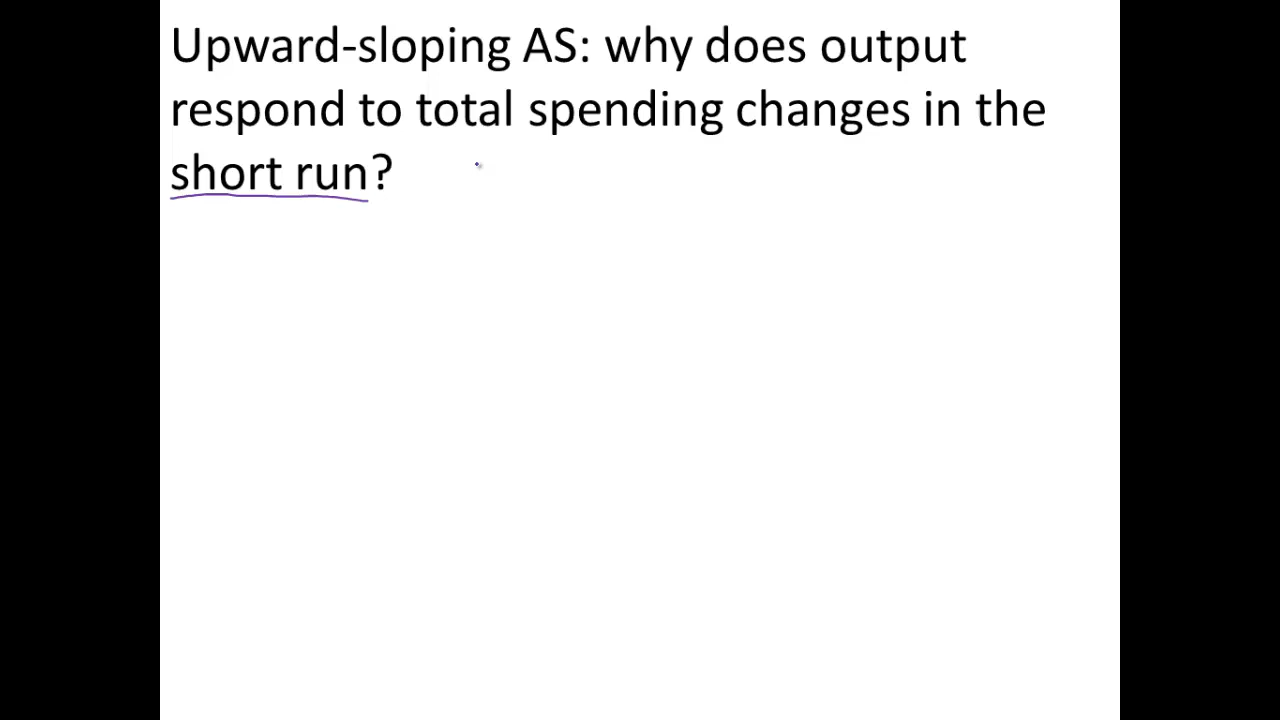 Upward-sloping AS: why does output
respond to total spending changes in the
short run?